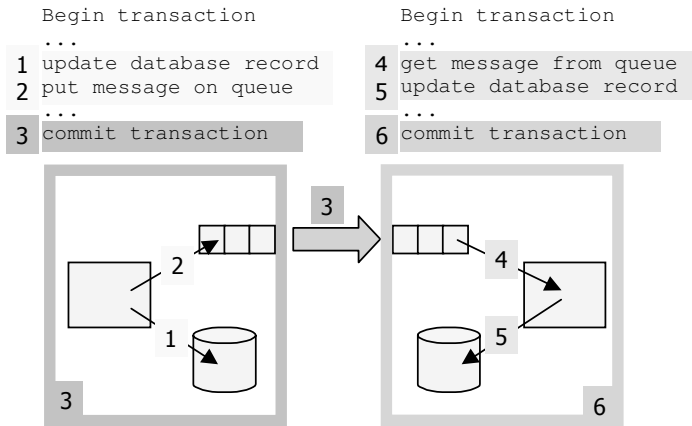 Begin transaction
...
1 update database record
2 put message on queue
...
3 commit transaction
Begin transaction
...
4 get message from queue
5 update database record
...
6 commit transaction
3
2
1
3
4
5
6